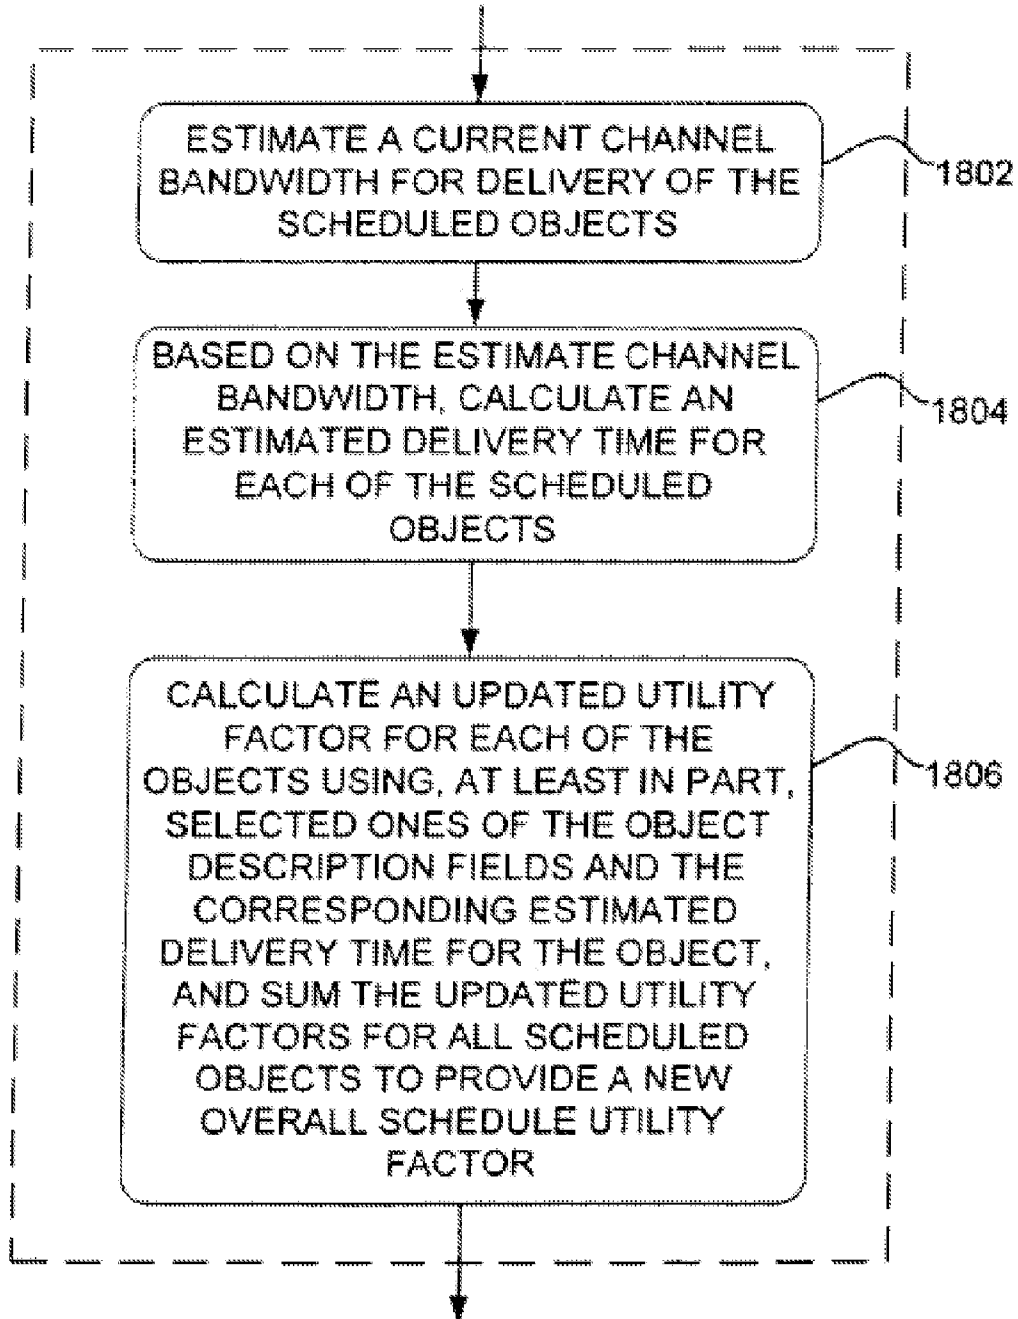 ESTIMATE A CURRENT CHANNEL
BANDWIDTH FOR DELIVERY OF THE
SCHEDULED OBJECTS
1802
BASED ON THE ESTIMATE CHANNEL
BANDWIDTH, CALCULATE AN
ESTIMATED DELIVERY TIME FOR
EACH OF THE SCHEDULED
OBJECTS
1804
CALCULATE AN UPDATED UTILITY
FACTOR FOR EACH OF THE
OBJECTS USING, AT LEAST IN PART,
SELECTED ONES OF THE OBJECT
DESCRIPTION FIELDS AND THE
CORRESPONDING ESTIMATED
DELIVERY TIME FOR THE OBJECT,
AND SUM THE UPDATED UTILITY
FACTORS FOR ALL SCHEDULED
OBJECTS TO PROVIDE A NEW
OVERALL SCHEDULE UTILITY
FACTOR
1806